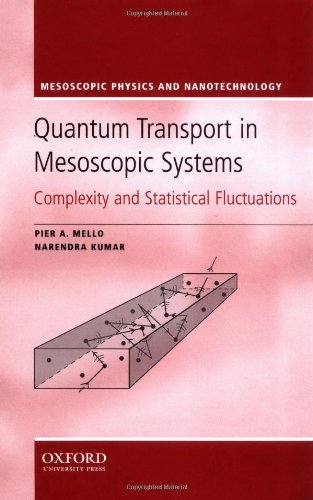 MESOSCOPIC PHYSICS AND NANOTECHNOLOGY
Quantum Transport in
Mesoscopic Systems
Complexity and Statistical Fluctuations
PIER A. MELLO
NARENDRA KUMAR
OXFORD
UNIVERSITY PRESS